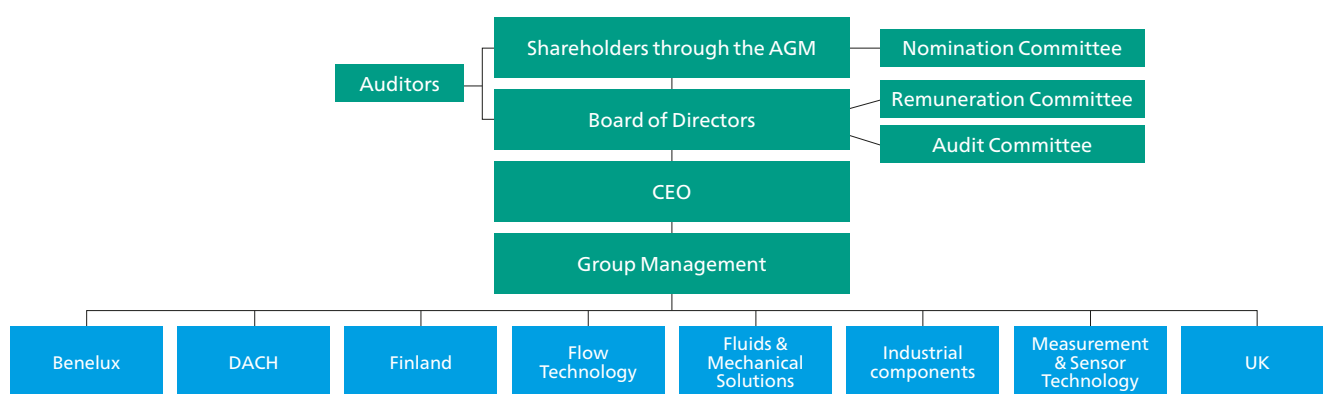 Shareholders through the AGM
Nomination Committee
Auditors
Remuneration Committee
Board of Directors
Audit Committee
CEO
Group Management
Benelux
DACH
Finland
Flow
Technology
Fluids &
Mechanical
Solutions
Industrial
components
Measurement
& Sensor
Technology
UK